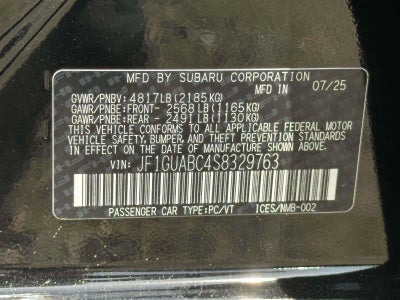 MFD BY SUBARU CORPORATION
MFD IN 07/25
GVWR/PNBV: 4817LB(2185KG)
GAWR/PNBE:FRONT- 2568LB(1165KG)
GAWR/PNBE:REAR - 2491LB(1130KG)
THIS VEHICLE CONFORMS TO ALL APPLICABLE FEDERAL MOTOR
VEHICLE SAFETY, BUMPER, AND THEFT PREVENTION STANDARDS
IN EFFECT ON THE DATE OF MANUFACTURE SHOWN ABOVE.
VIN: JF1GUABC4S8329763
PASSENGER CAR TYPE:PC/VT ICES/NMB-002